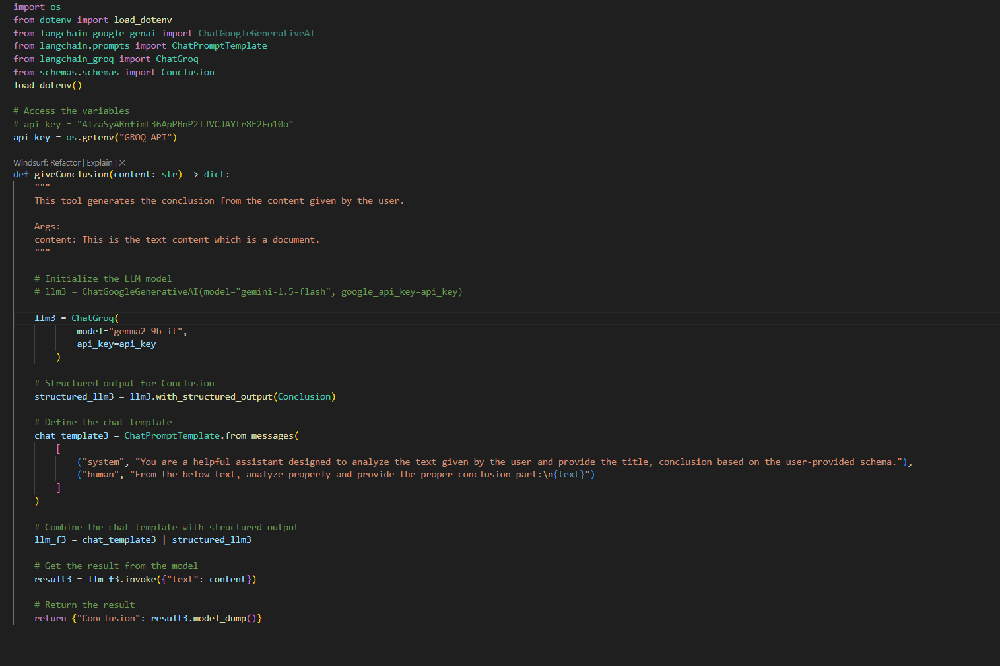 import os
from dotenv import load_dotenv
from langchain_google_genai import ChatGoogleGenerativeAI
from langchain.prompts import ChatPromptTemplate
from langchain_groq import ChatGroq
from schemas.schemas import Conclusion
load_dotenv()

# Access the variables
# api_key = "AIzaSyARnfimL36ApPBnP2lJVCJAYtr8E2Fo10o"
api_key = os.getenv("GROQ_API")

Windsurf: Refactor | Explain | ✕
def giveConclusion(content: str) -> dict:
    """
    This tool generates the conclusion from the content given by the user.

    Args:
    content: This is the text content which is a document.
    """

    # Initialize the LLM model
    # llm3 = ChatGoogleGenerativeAI(model="gemini-1.5-flash", google_api_key=api_key)

    llm3 = ChatGroq(
            model="gemma2-9b-it",
            api_key=api_key
        )

    # Structured output for Conclusion
    structured_llm3 = llm3.with_structured_output(Conclusion)

    # Define the chat template
    chat_template3 = ChatPromptTemplate.from_messages(
        [
            ("system", "You are a helpful assistant designed to analyze the text given by the user and provide the title, conclusion based on the user-provided schema."),
            ("human", "From the below text, analyze properly and provide the proper conclusion part:\n{text}")
        ]
    )

    # Combine the chat template with structured output
    llm_f3 = chat_template3 | structured_llm3

    # Get the result from the model
    result3 = llm_f3.invoke({"text": content})

    # Return the result
    return {"Conclusion": result3.model_dump()}